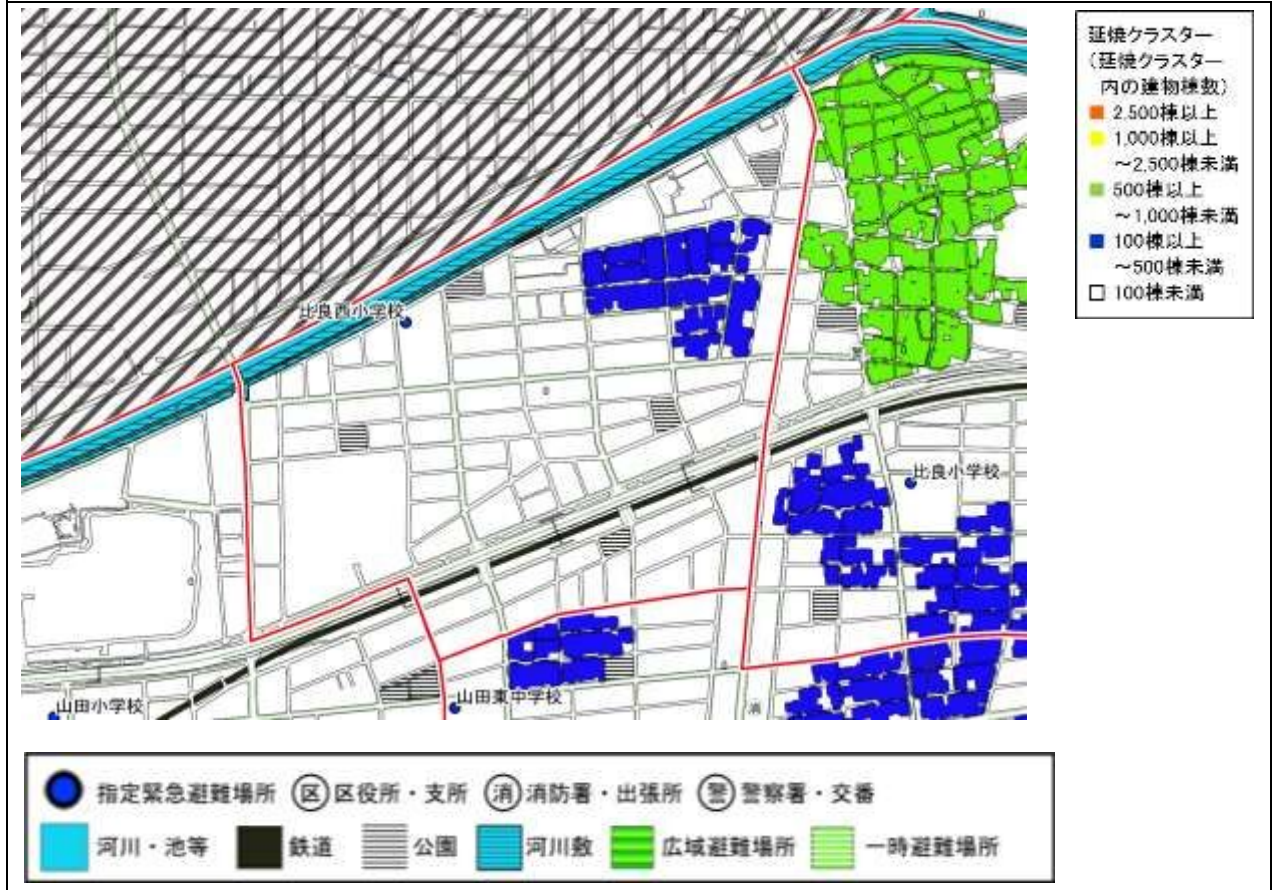 延焼クラスター
（延焼クラスター
内の建物棟数）
2,500棟以上
1,000棟以上
～2,500棟未満
500棟以上
～1,000棟未満
100棟以上
～500棟未満
100棟未満
比良西小学校
比良小学校
山田小学校
山田東中学校
消
指定緊急避難場所 区 区役所・支所 消 消防署・出張所 警 警察署・交番
河川・池等 鉄道 公園 河川敷 広域避難場所 一時避難場所